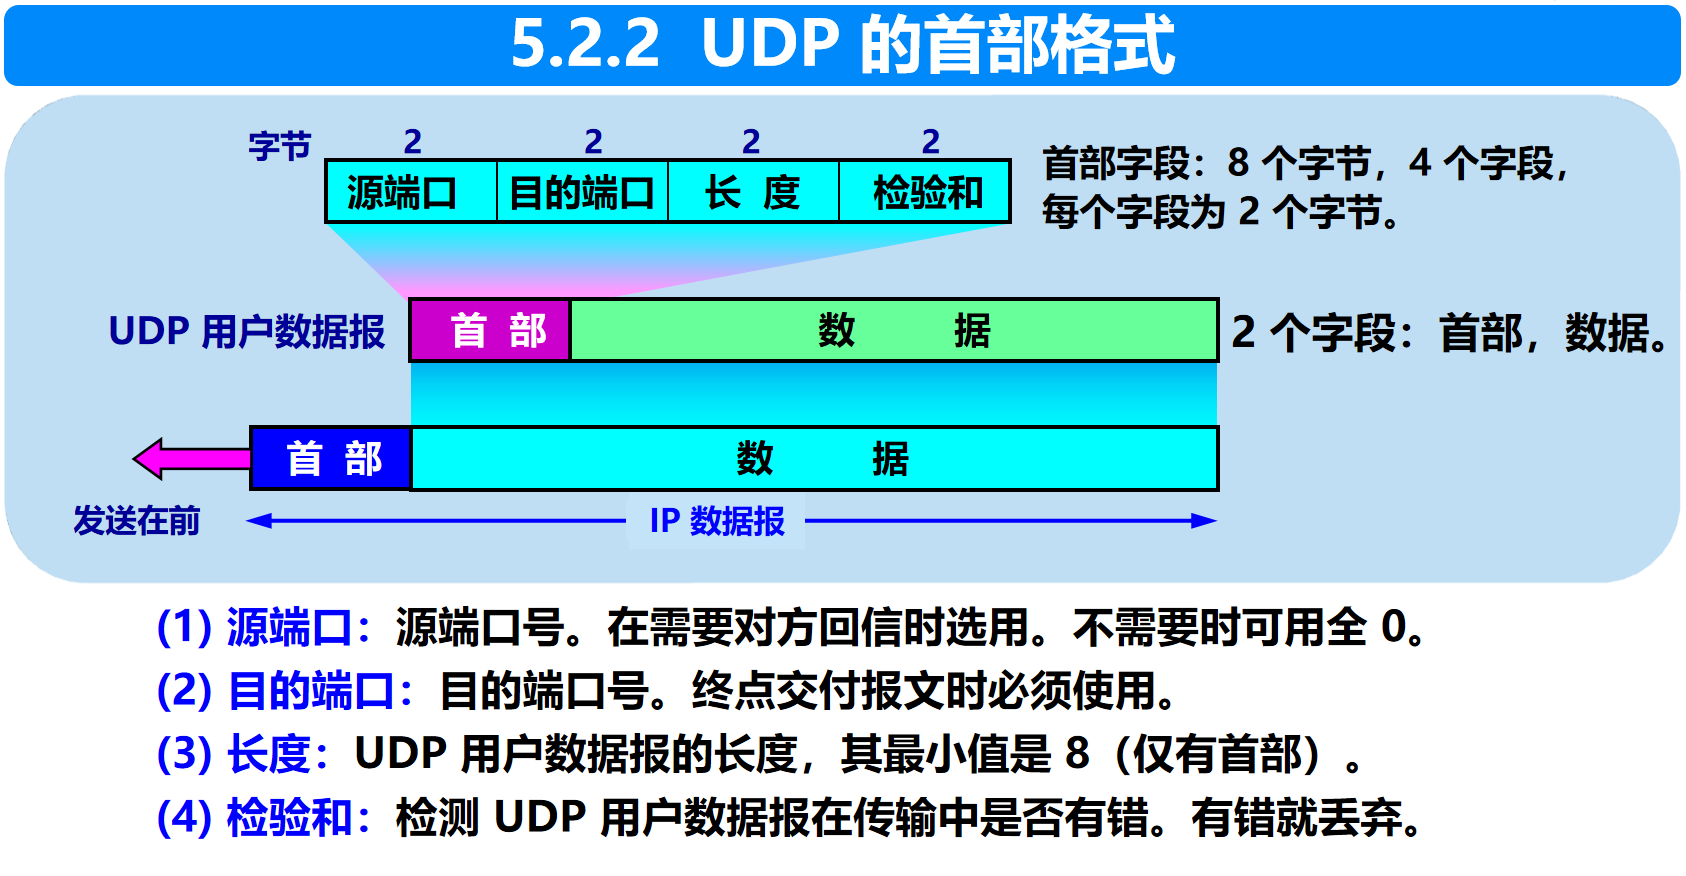 5.2.2 UDP 的首部格式
字节 2 2 2 2
源端口 目的端口 长 度 检验和
首部字段：8 个字节，4 个字段，
每个字段为 2 个字节。
UDP 用户数据报 首 部 数 据 2 个字段：首部，数据。
首 部 数 据
发送在前 IP 数据报
(1) 源端口：源端口号。在需要对方回信时选用。不需要时可用全 0。
(2) 目的端口：目的端口号。终点交付报文时必须使用。
(3) 长度：UDP 用户数据报的长度，其最小值是 8（仅有首部）。
(4) 检验和：检测 UDP 用户数据报在传输中是否有错。有错就丢弃。